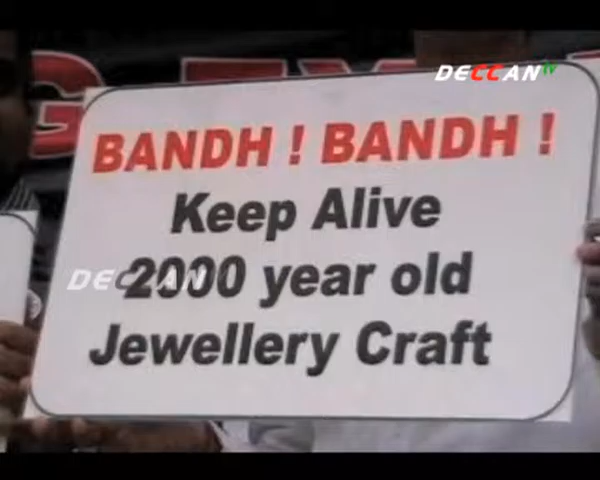 DECCAN TV
BANDH ! BANDH !
Keep Alive
2000 year old
Jewellery Craft
DECCAN